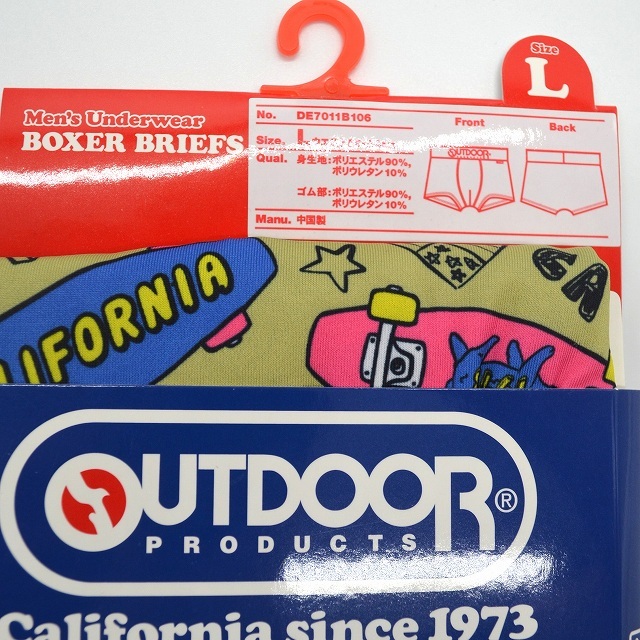 Size
L
Men's Underwear
BOXER BRIEFS
No. DE7011B106
Size. L
Qual. 身生地:ポリエステル90%,
ポリウレタン10%
ゴム部:ポリエステル90%,
ポリウレタン10%
Manu. 中国製
Front
Back
OUTDOOR
CALIFORNIA
CA
OUTDOOR®
PRODUCTS
California since 1973